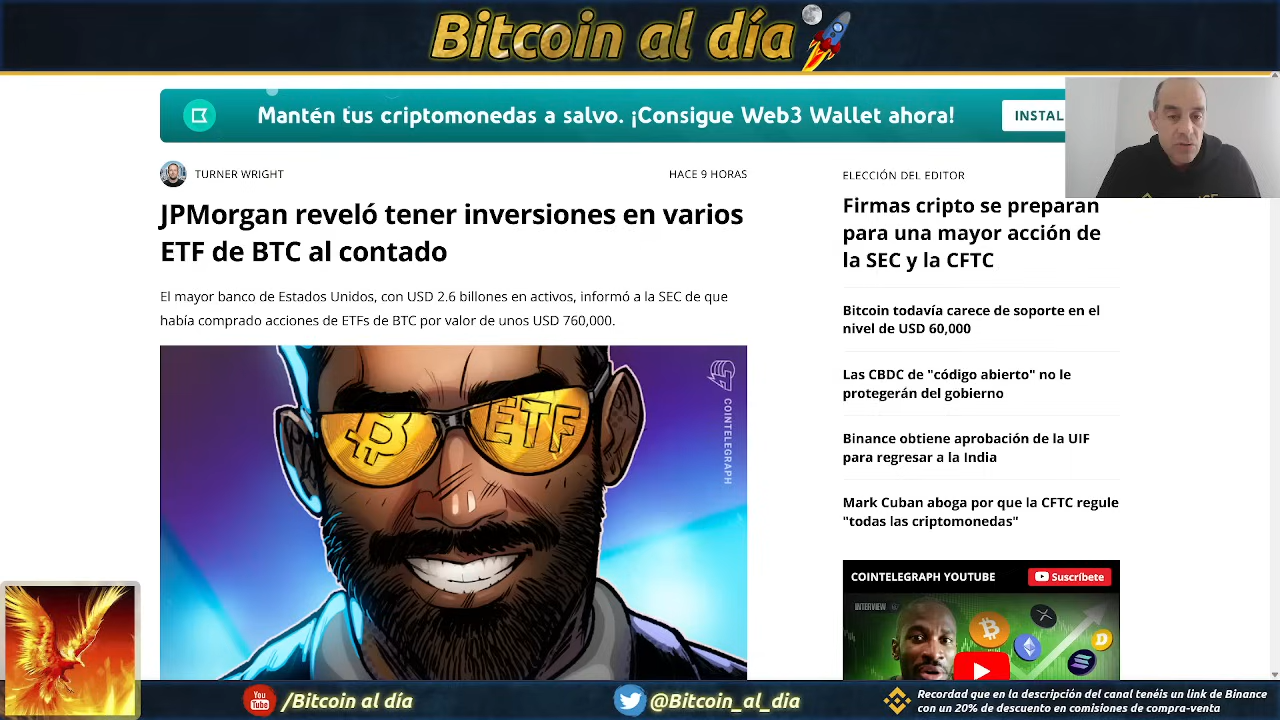 Bitcoin al día
Mantén tus criptomonedas a salvo. ¡Consigue Web3 Wallet ahora!
INSTAL
TURNER WRIGHT
HACE 9 HORAS
JPMorgan reveló tener inversiones en varios
ETF de BTC al contado
El mayor banco de Estados Unidos, con USD 2.6 billones en activos, informó a la SEC de que
había comprado acciones de ETFs de BTC por valor de unos USD 760,000.
ETF
COINTELEGRAPH
ELECCIÓN DEL EDITOR
Firmas cripto se preparan
para una mayor acción de
la SEC y la CFTC
Bitcoin todavía carece de soporte en el
nivel de USD 60,000
Las CBDC de "código abierto" no le
protegerán del gobierno
Binance obtiene aprobación de la UIF
para regresar a la India
Mark Cuban aboga por que la CFTC regule
"todas las criptomonedas"
COINTELEGRAPH YOUTUBE
Suscríbete
INTERVIEW
You
Tube
/Bitcoin al día
@Bitcoin_al_dia
Recordad que en la descripción del canal tenéis un link de Binance
con un 20% de descuento en comisiones de compra-venta